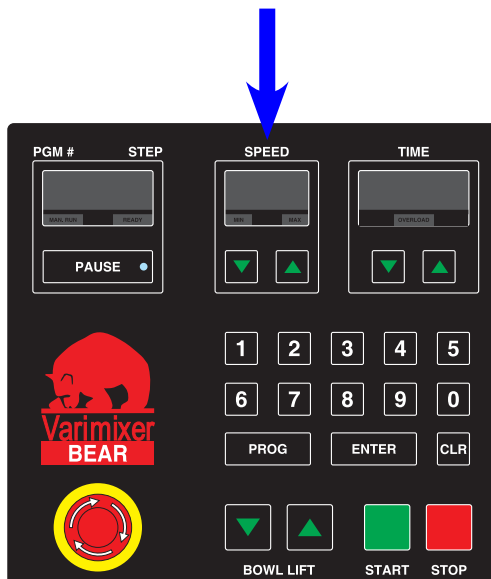 PGM # STEP SPEED TIME
MAN. RUN READY MIN MAX OVERLOAD
PAUSE
1 2 3 4 5
6 7 8 9 0
Varimixer
BEAR
PROG ENTER CLR
BOWL LIFT START STOP